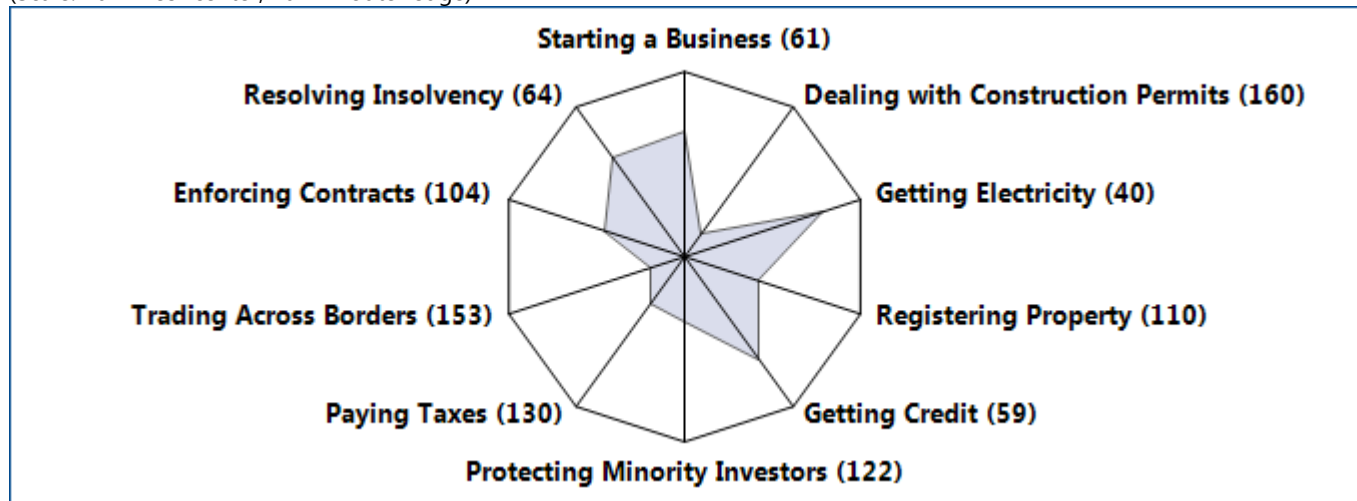 Starting a Business (61)
Resolving Insolvency (64)
Dealing with Construction Permits (160)
Enforcing Contracts (104)
Getting Electricity (40)
Trading Across Borders (153)
Registering Property (110)
Paying Taxes (130)
Getting Credit (59)
Protecting Minority Investors (122)